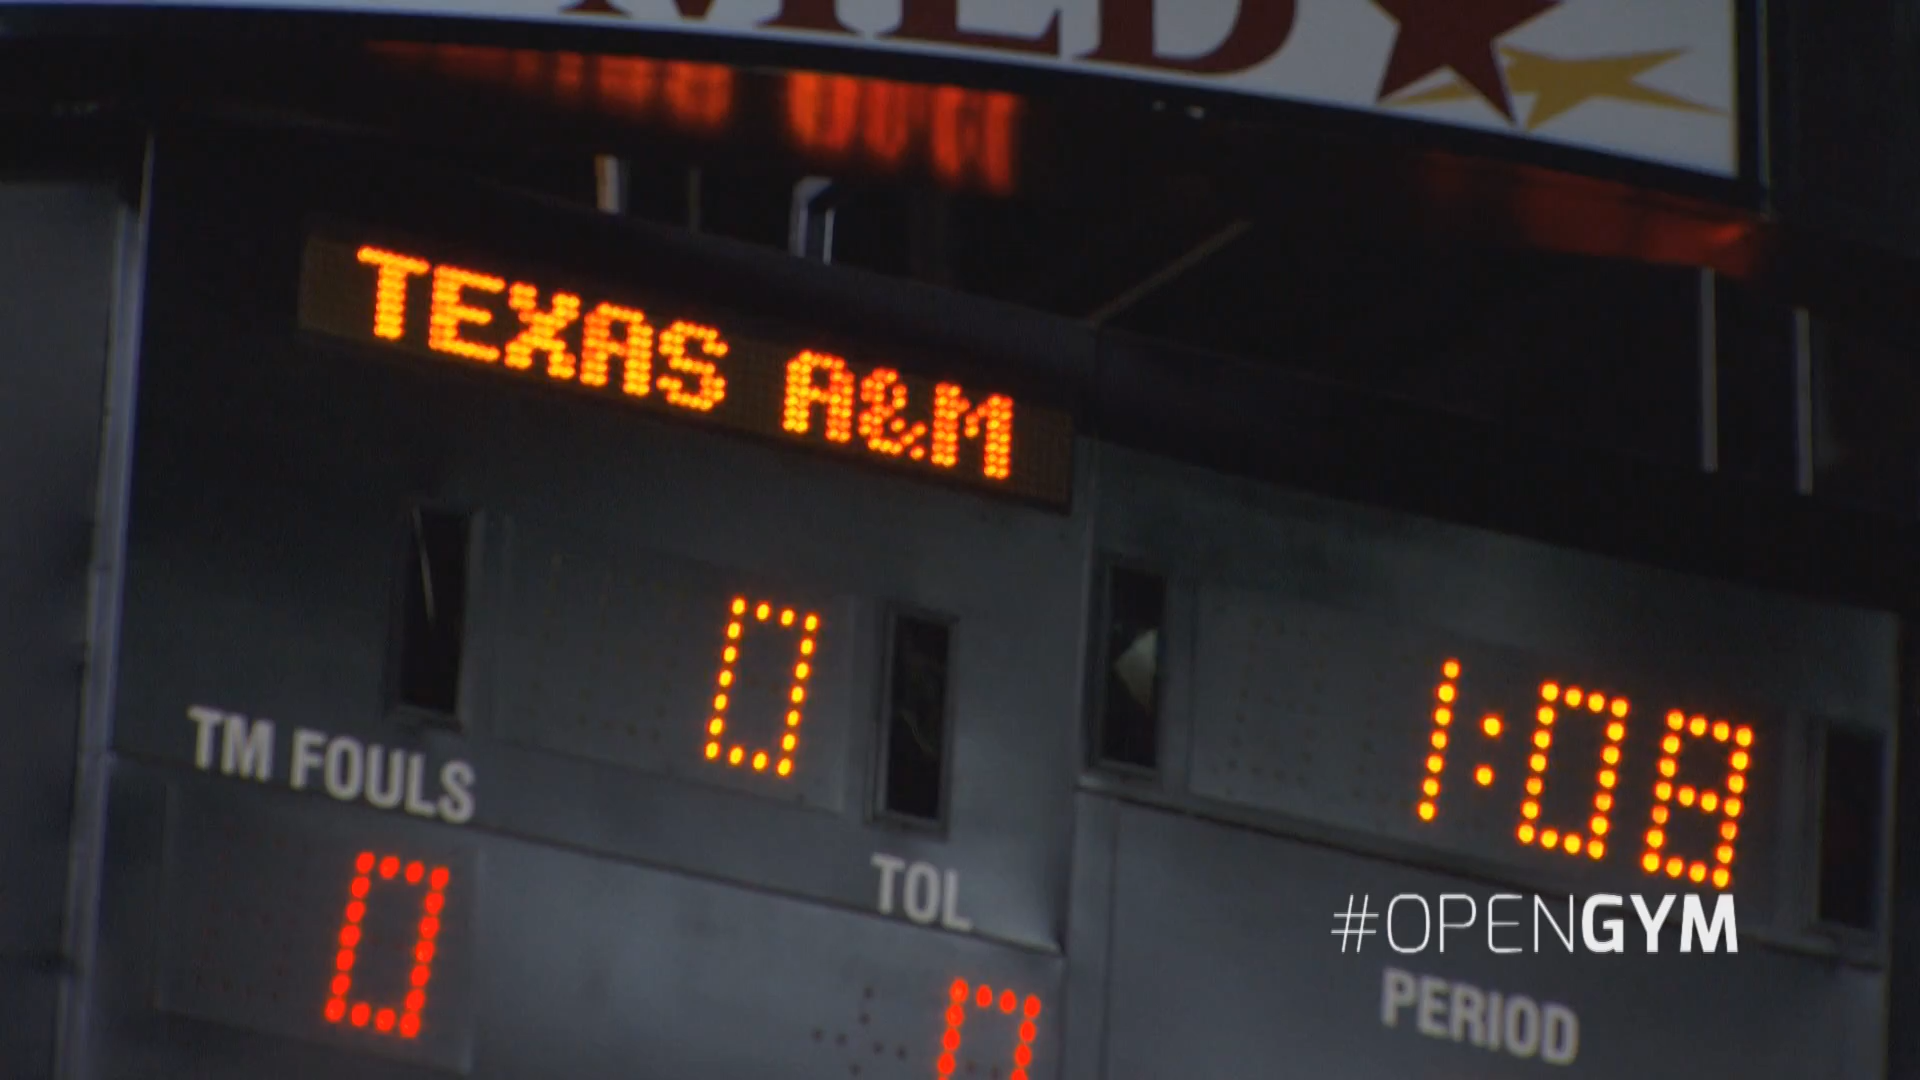 TEXAS A&M
0
1:08
TM FOULS
TOL
0
#OPENGYM
PERIOD